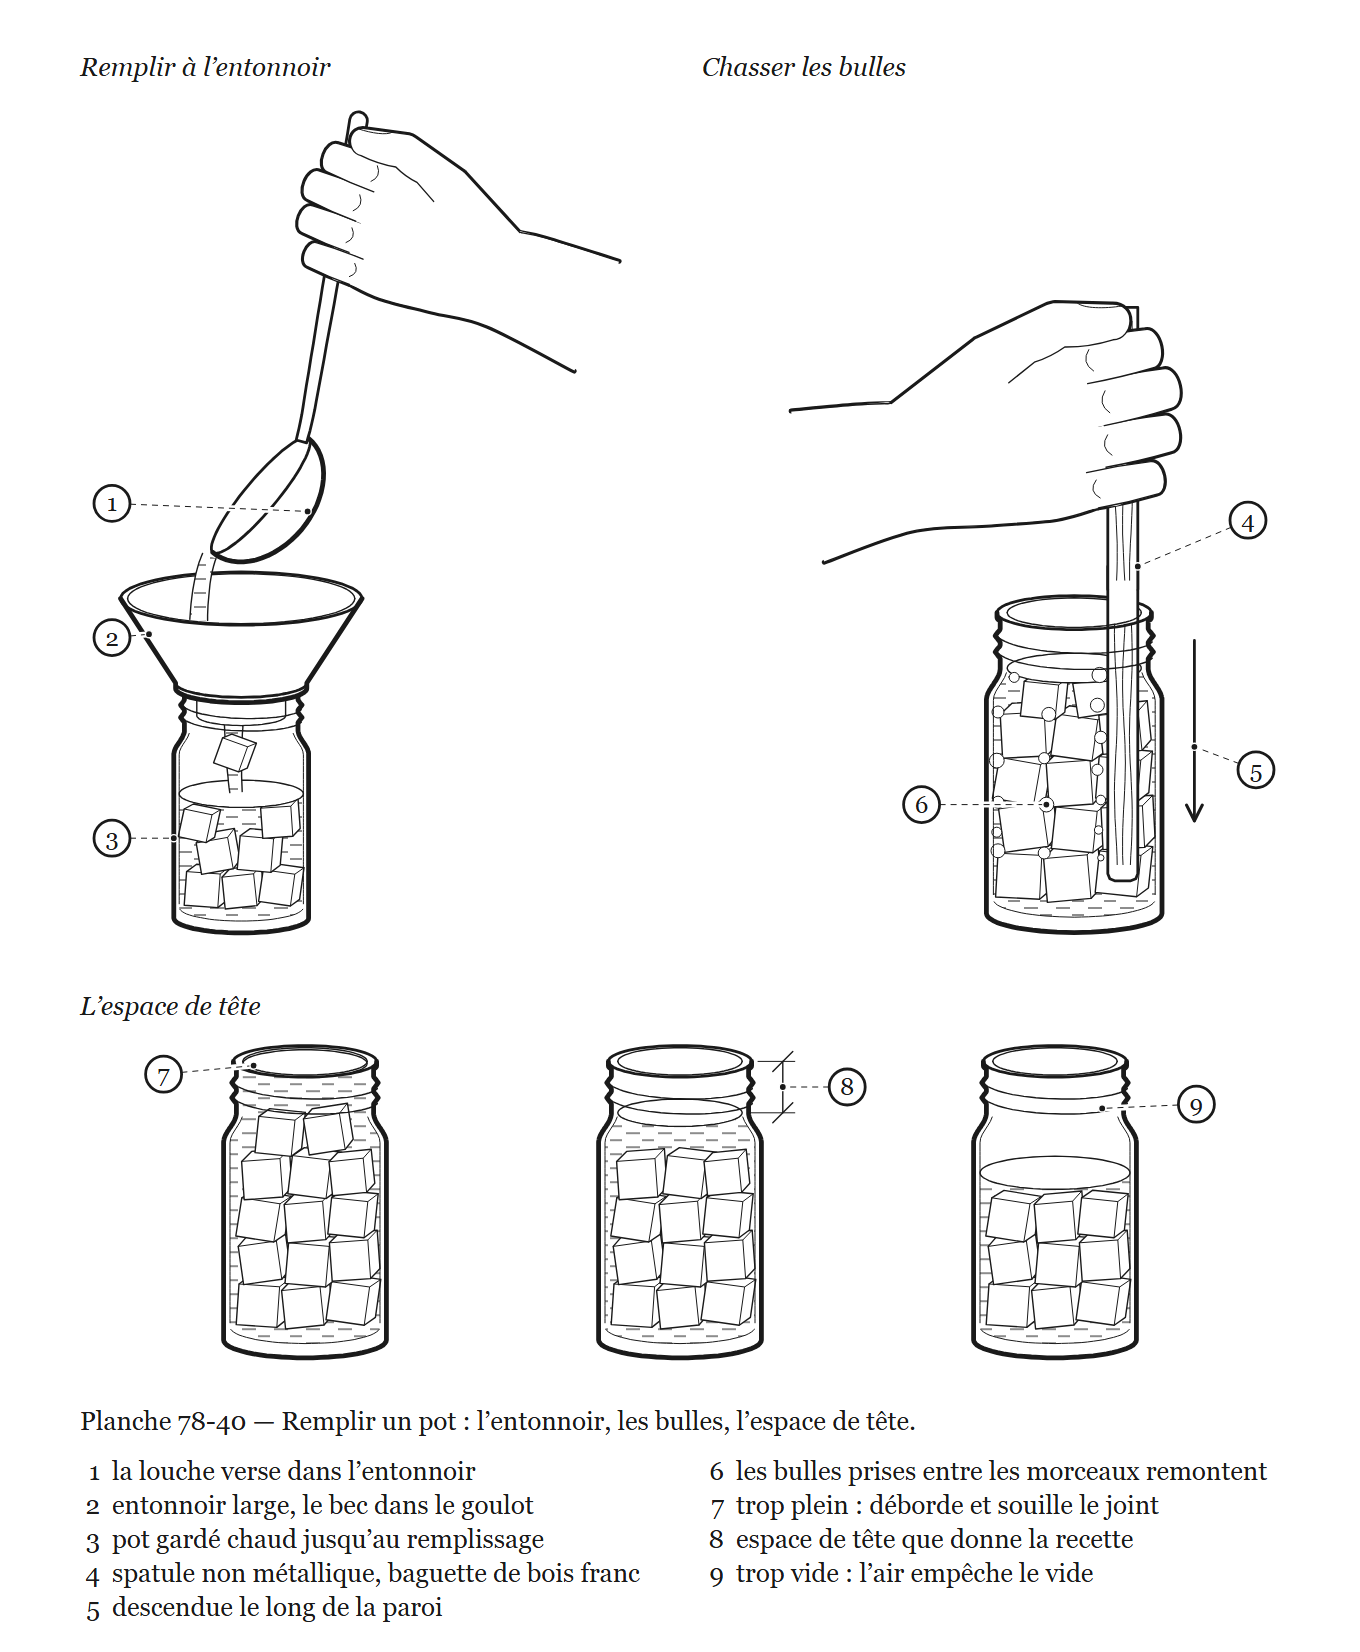 Remplir à l’entonnoir
Chasser les bulles
1
2
3
4
5
6
L’espace de tête
7
8
9
Planche 78-40 — Remplir un pot : l’entonnoir, les bulles, l’espace de tête.
1 la louche verse dans l’entonnoir
2 entonnoir large, le bec dans le goulot
3 pot gardé chaud jusqu’au remplissage
4 spatule non métallique, baguette de bois franc
5 descendue le long de la paroi
6 les bulles prises entre les morceaux remontent
7 trop plein : déborde et souille le joint
8 espace de tête que donne la recette
9 trop vide : l’air empêche le vide